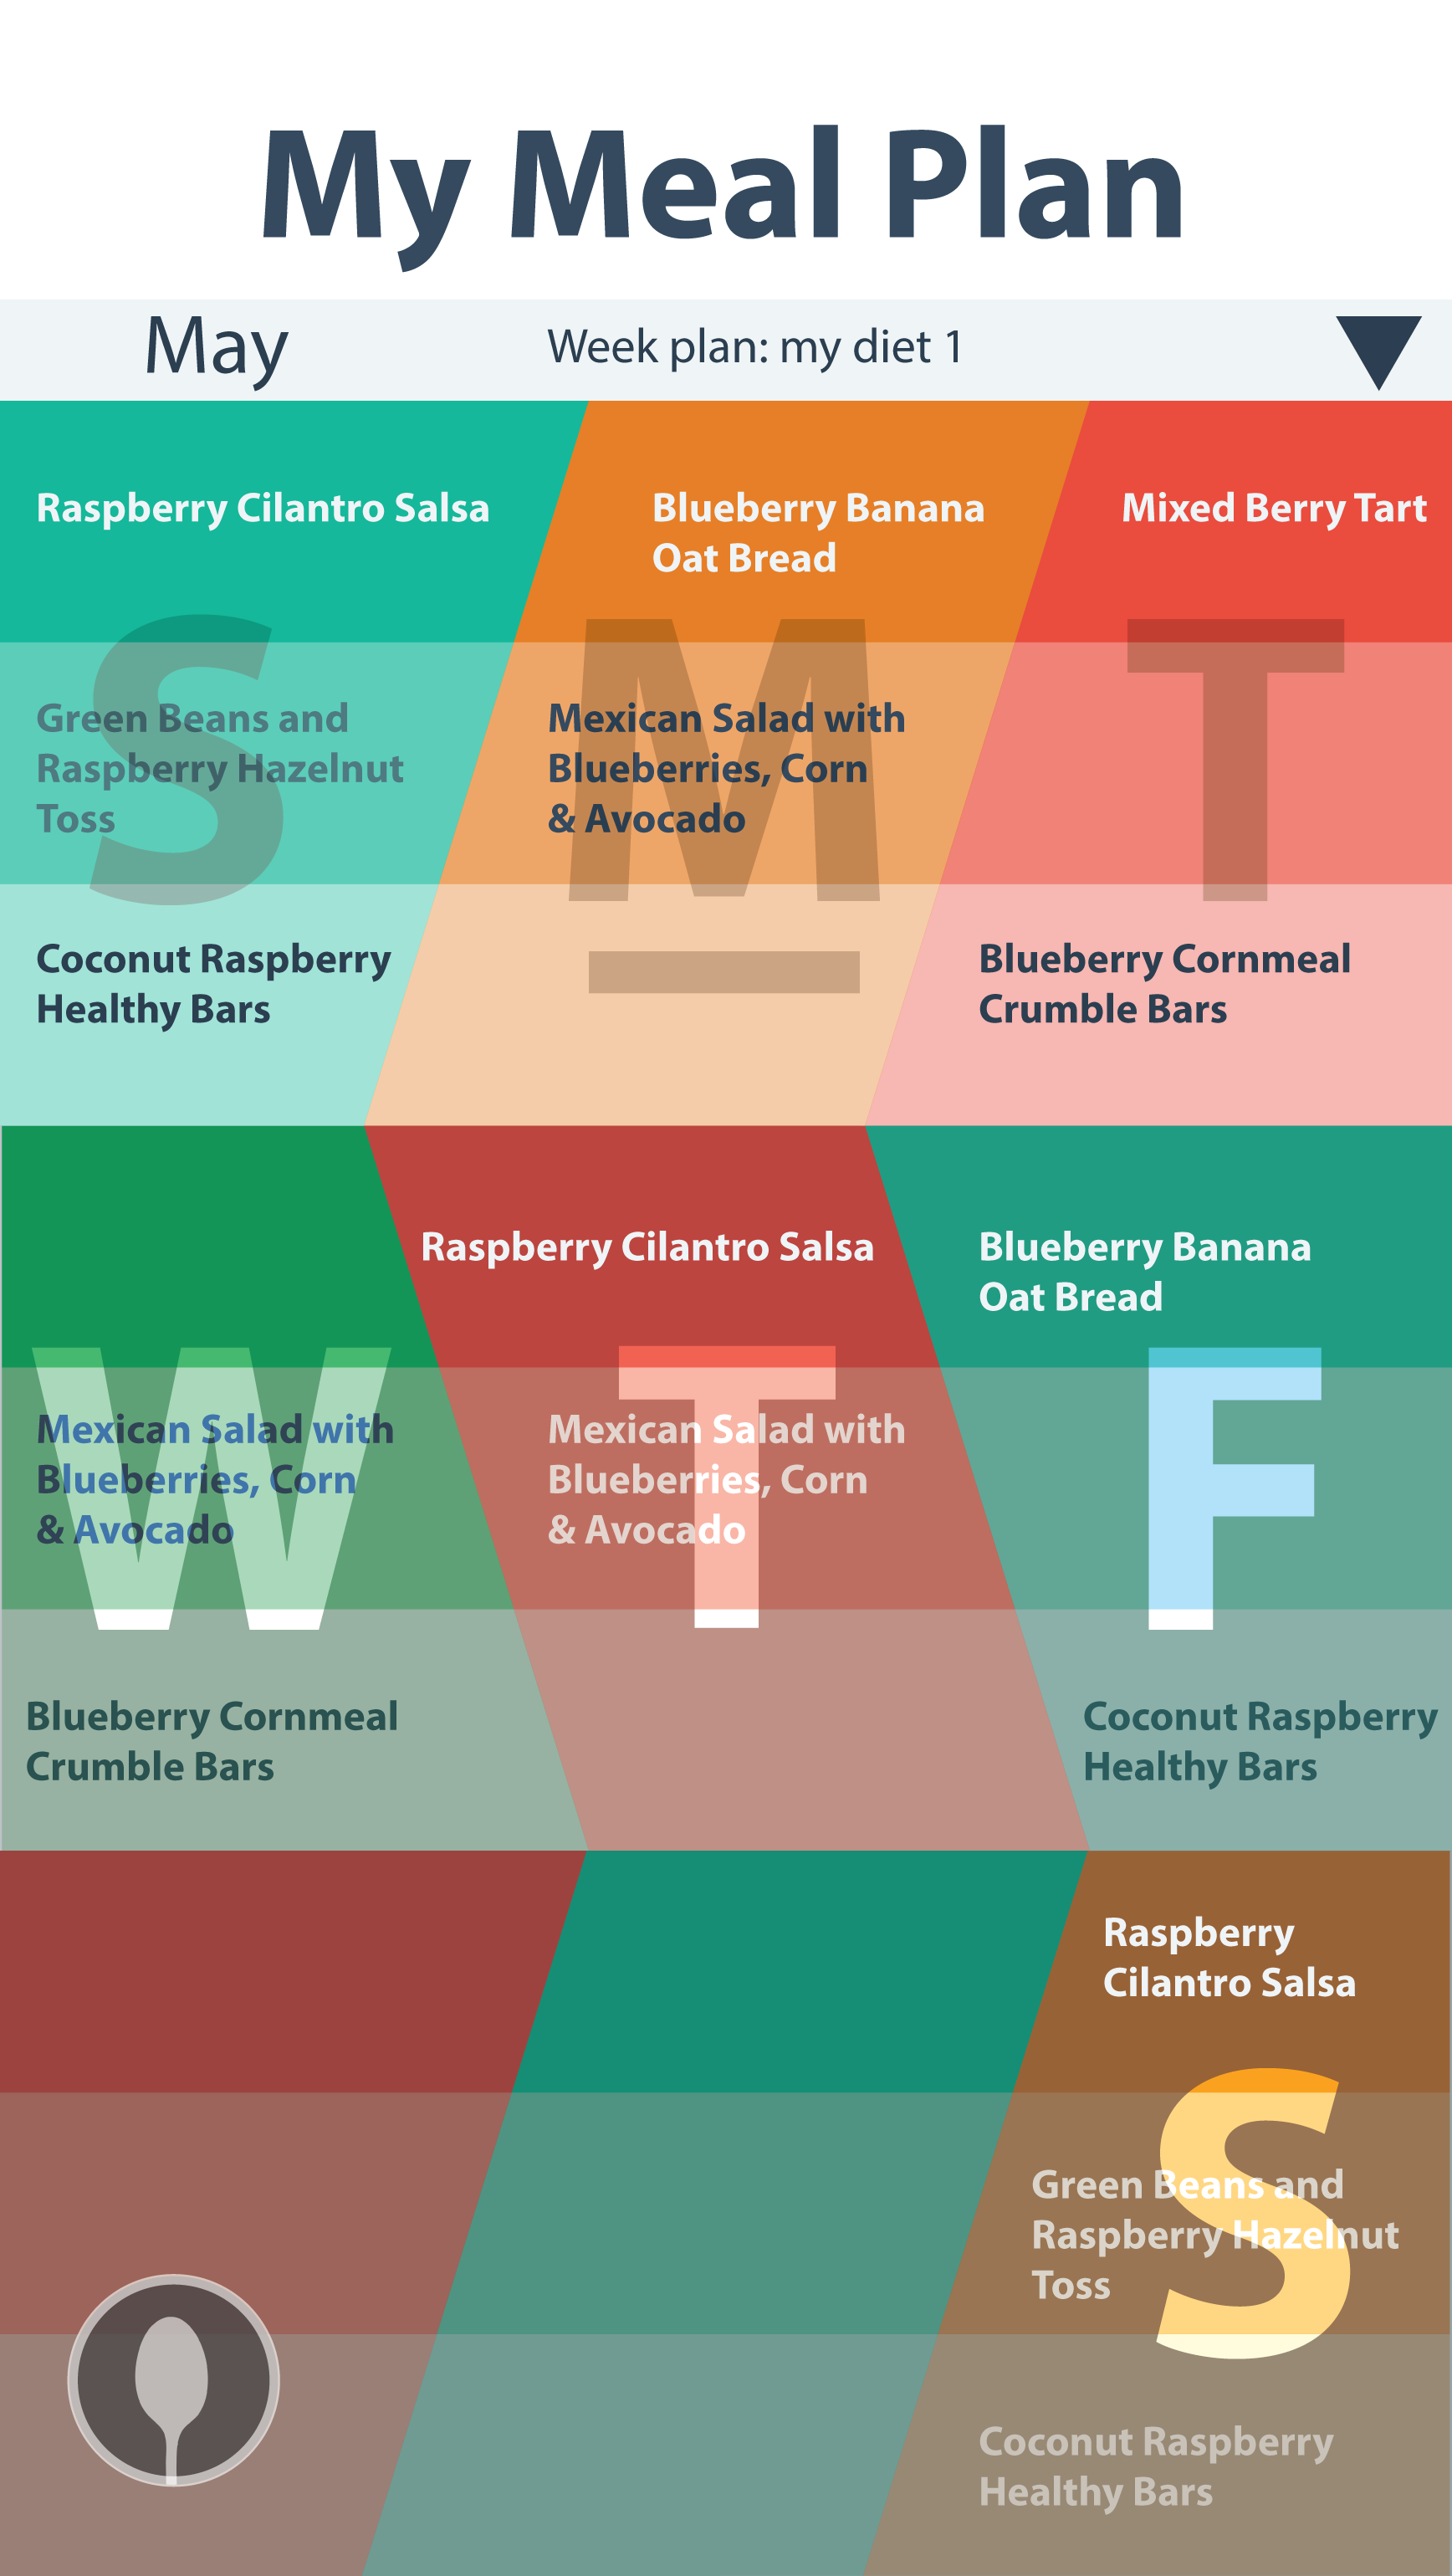 My Meal Plan
May
Week plan: my diet 1
Raspberry Cilantro Salsa
Green Beans and
Raspberry Hazelnut
Toss
Coconut Raspberry
Healthy Bars
S
Blueberry Banana
Oat Bread
Mexican Salad with
Blueberries, Corn
& Avocado
M
Mixed Berry Tart
T
Blueberry Cornmeal
Crumble Bars
W
Mexican Salad with
Blueberries, Corn
& Avocado
Blueberry Cornmeal
Crumble Bars
Raspberry Cilantro Salsa
T
Mexican Salad with
Blueberries, Corn
& Avocado
Blueberry Banana
Oat Bread
F
Coconut Raspberry
Healthy Bars
Raspberry
Cilantro Salsa
S
Green Beans and
Raspberry Hazelnut
Toss
Coconut Raspberry
Healthy Bars